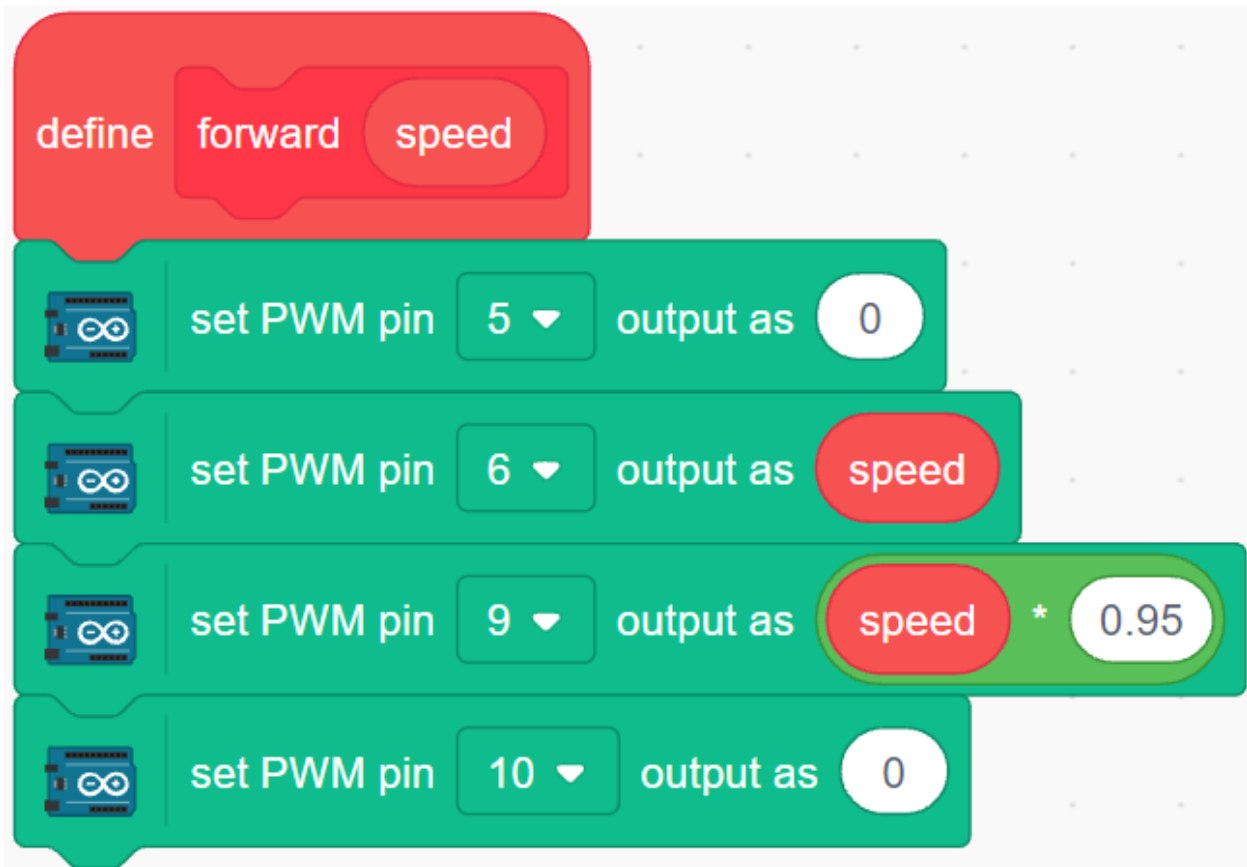 define forward speed
set PWM pin 5 output as 0
set PWM pin 6 output as speed
set PWM pin 9 output as speed * 0.95
set PWM pin 10 output as 0